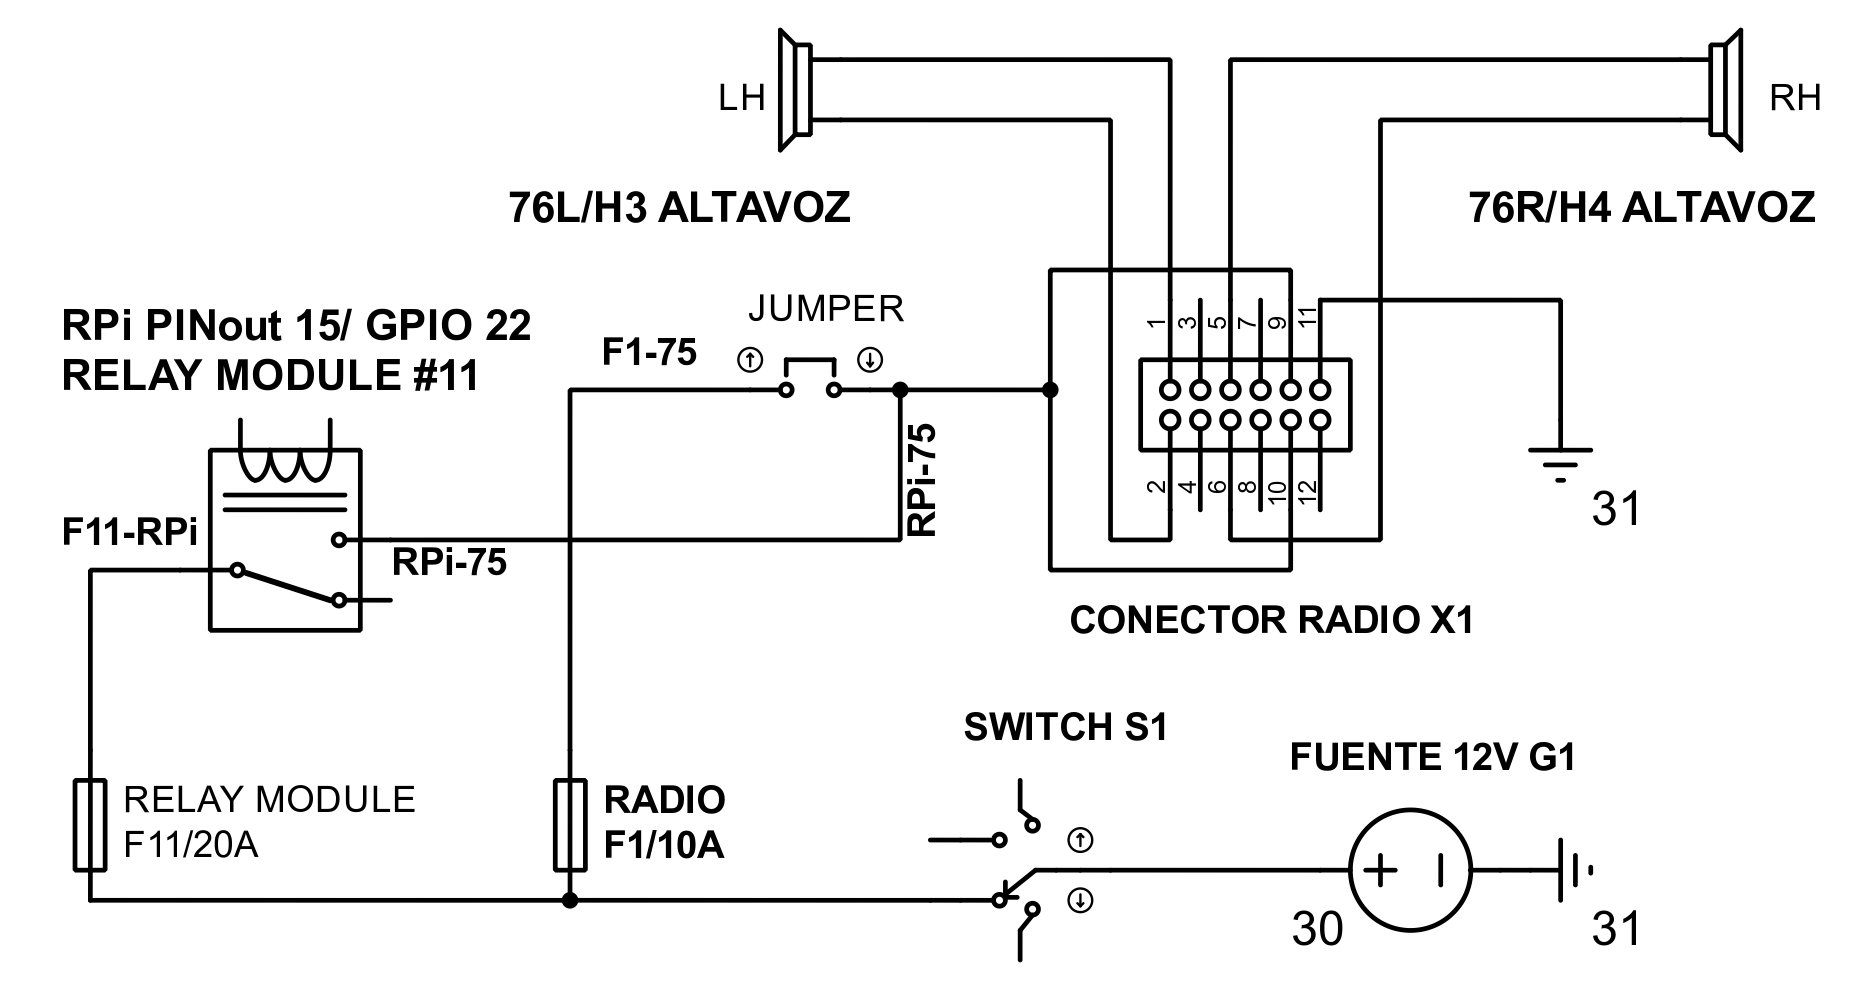 LH
RH
76L/H3 ALTAVOZ
76R/H4 ALTAVOZ
RPi PINout 15/ GPIO 22
RELAY MODULE #11
JUMPER
F1-75
↑
↓
RPi-75
1
3
5
7
9
11
2
4
6
8
10
12
31
F11-RPi
RPi-75
CONECTOR RADIO X1
SWITCH S1
FUENTE 12V G1
RELAY MODULE
F11/20A
RADIO
F1/10A
↑
↓
+
30
31